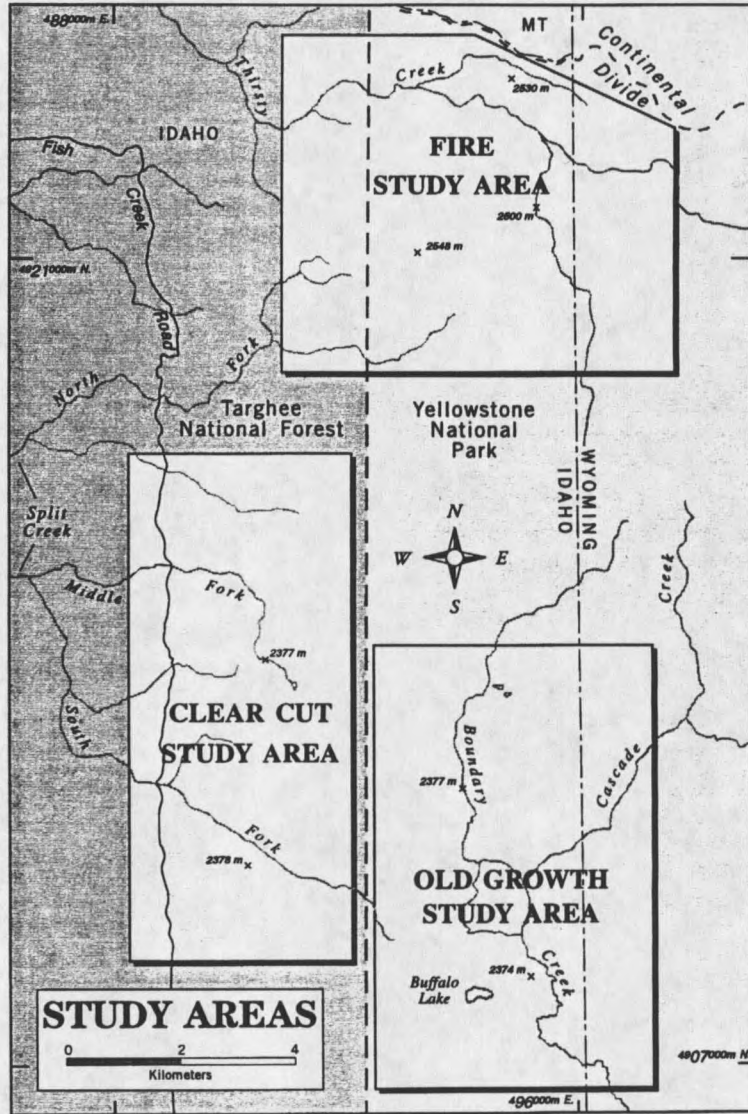 488000m E.
MT
Continental
Divide
Thirsty
Creek
2530 m
IDAHO
Fish
Creek
Road
FIRE
STUDY AREA
2600 m
2548 m
4921000m N.
North
Fork
Targhee
National Forest
Yellowstone
National
Park
WYOMING
IDAHO
Split
Creek
N
W E
S
Creek
Middle
Fork
2377 m
CLEAR CUT
STUDY AREA
South
Fork
2378 m
Boundary
2377 m
Cascade
OLD GROWTH
STUDY AREA
2374 m
Creek
Buffalo
Lake
STUDY AREAS
0 2 4
Kilometers
4907000m N.
496000m E.